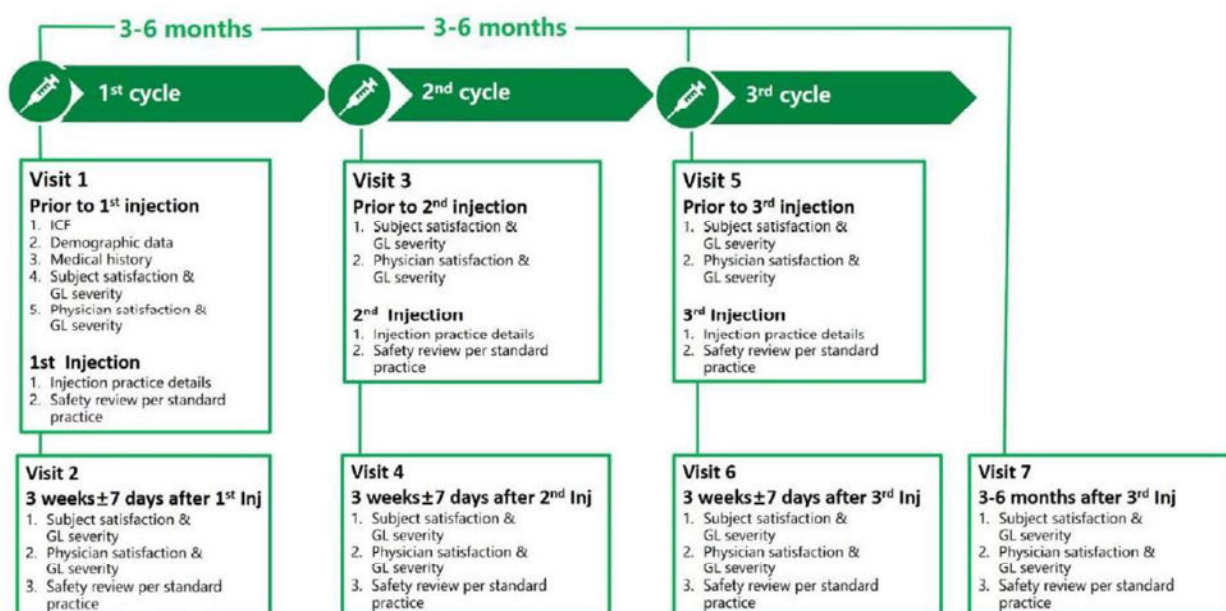 3-6 months
3-6 months
1st cycle
2nd cycle
3rd cycle
Visit 1
Prior to 1st injection
1. ICF
2. Demographic data
3. Medical history
4. Subject satisfaction &
GL severity
5. Physician satisfaction &
GL severity
1st Injection
1. Injection practice details
2. Safety review per standard
practice
Visit 3
Prior to 2nd injection
1. Subject satisfaction &
GL severity
2. Physician satisfaction &
GL severity
2nd Injection
1. Injection practice details
2. Safety review per standard
practice
Visit 5
Prior to 3rd injection
1. Subject satisfaction &
GL severity
2. Physician satisfaction &
GL severity
3rd Injection
1. Injection practice details
2. Safety review per standard
practice
Visit 2
3 weeks±7 days after 1st Inj
1. Subject satisfaction &
GL severity
2. Physician satisfaction &
GL severity
3. Safety review per standard
practice
Visit 4
3 weeks±7 days after 2nd Inj
1. Subject satisfaction &
GL severity
2. Physician satisfaction &
GL severity
3. Safety review per standard
practice
Visit 6
3 weeks±7 days after 3rd Inj
1. Subject satisfaction &
GL severity
2. Physician satisfaction &
GL severity
3. Safety review per standard
practice
Visit 7
3-6 months after 3rd Inj
1. Subject satisfaction &
GL severity
2. Physician satisfaction &
GL severity
3. Safety review per standard
practice